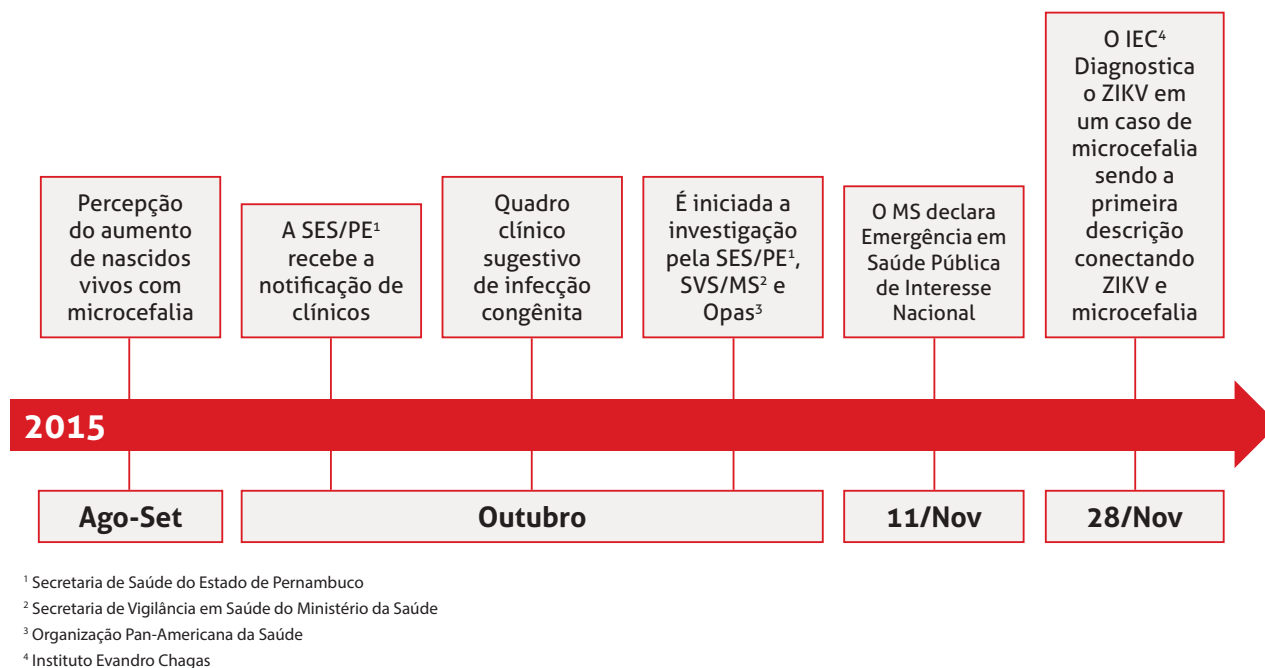 Percepção
do aumento
de nascidos
vivos com
microcefalia
A SES/PE¹
recebe a
notificação de
clínicos
Quadro
clínico
sugestivo
de infecção
congênita
É iniciada a
investigação
pela SES/PE¹,
SVS/MS² e
Opas³
O MS declara
Emergência em
Saúde Pública
de Interesse
Nacional
O IEC⁴
Diagnostica
o ZIKV em
um caso de
microcefalia
sendo a
primeira
descrição
conectando
ZIKV e
microcefalia
2015
Ago-Set
Outubro
11/Nov
28/Nov
¹ Secretaria de Saúde do Estado de Pernambuco
² Secretaria de Vigilância em Saúde do Ministério da Saúde
³ Organização Pan-Americana da Saúde
⁴ Instituto Evandro Chagas